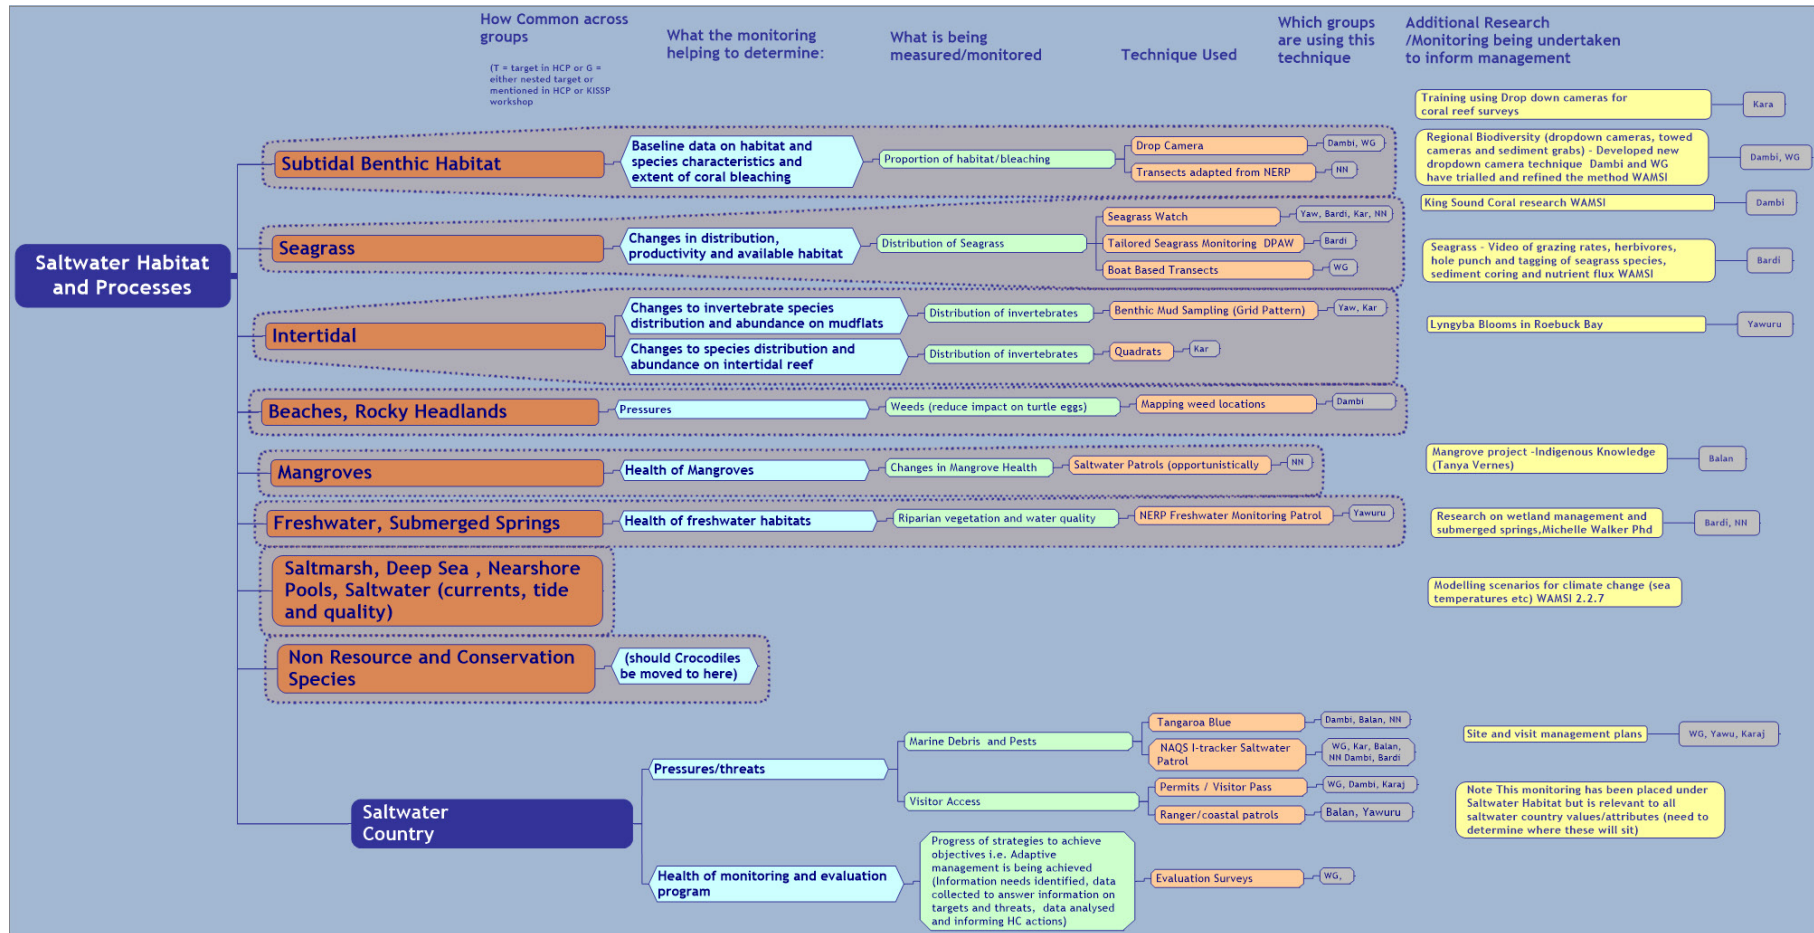 How Common across
groups
(T = target in HCP or G =
either nested target or
mentioned in HCP or KISSP
workshop
What the monitoring
helping to determine:
What is being
measured/monitored
Technique Used
Which groups
are using this
technique
Additional Research
/Monitoring being undertaken
to inform management
Training using Drop down cameras for
coral reef surveys
Kara
Saltwater Habitat
and Processes
Subtidal Benthic Habitat
Baseline data on habitat and
species characteristics and
extent of coral bleaching
Proportion of habitat/bleaching
Drop Camera
Dambi, WG
Transects adapted from NERP
NN
Regional Biodiversity (dropdown cameras, towed
cameras and sediment grabs) - Developed new
dropdown camera technique  Dambi and WG
have trialled and refined the method WAMSI
Dambi, WG
King Sound Coral research WAMSI
Dambi
Seagrass
Changes in distribution,
productivity and available habitat
Distribution of Seagrass
Seagrass Watch
Yaw, Bardi, Kar, NN
Tailored Seagrass Monitoring  DPAW
Bardi
Boat Based Transects
WG
Seagrass - Video of grazing rates, herbivores,
hole punch and tagging of seagrass species,
sediment coring and nutrient flux WAMSI
Bardi
Intertidal
Changes to invertebrate species
distribution and abundance on mudflats
Distribution of invertebrates
Benthic Mud Sampling (Grid Pattern)
Yaw, Kar
Changes to species distribution and
abundance on intertidal reef
Distribution of invertebrates
Quadrats
Kar
Lyngyba Blooms in Roebuck Bay
Yawuru
Beaches, Rocky Headlands
Pressures
Weeds (reduce impact on turtle eggs)
Mapping weed locations
Dambi
Mangroves
Health of Mangroves
Changes in Mangrove Health
Saltwater Patrols (opportunistically
NN
Mangrove project -Indigenous Knowledge
(Tanya Vernes)
Balan
Freshwater, Submerged Springs
Health of freshwater habitats
Riparian vegetation and water quality
NERP Freshwater Monitoring Patrol
Yawuru
Research on wetland management and
submerged springs,Michelle Walker Phd
Bardi, NN
Saltmarsh, Deep Sea , Nearshore
Pools, Saltwater (currents, tide
and quality)
Modelling scenarios for climate change (sea
temperatures etc) WAMSI 2.2.7
Non Resource and Conservation
Species
(should Crocodiles
be moved to here)
Saltwater
Country
Pressures/threats
Marine Debris  and Pests
Tangaroa Blue
Dambi, Balan, NN
NAQS I-tracker Saltwater
Patrol
WG, Kar, Balan,
NN Dambi, Bardi
Site and visit management plans
WG, Yawu, Karaj
Visitor Access
Permits / Visitor Pass
WG, Dambi, Karaj
Ranger/coastal patrols
Balan, Yawuru
Note This monitoring has been placed under
Saltwater Habitat but is relevant to all
saltwater country values/attributes (need to
determine where these will sit)
Health of monitoring and evaluation
program
Progress of strategies to achieve
objectives i.e. Adaptive
management is being achieved
(Information needs identified, data
collected to answer information on
targets and threats,  data analysed
and informing HC actions)
Evaluation Surveys
WG,